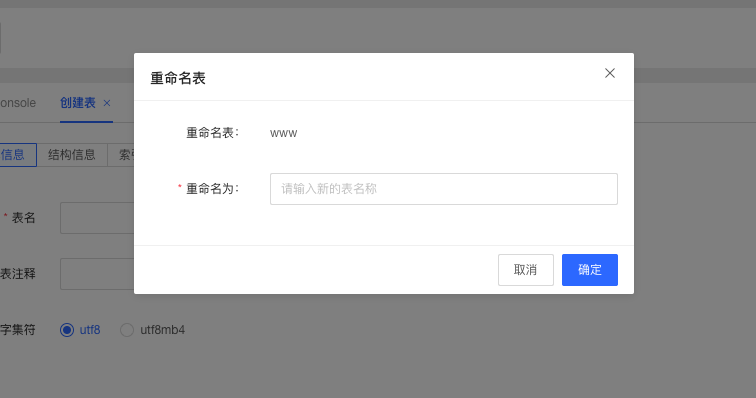 重命名表
重命名表：
www
* 重命名为：
请输入新的表名称
取消
确定
onsole
创建表
信息
结构信息
索
* 表名
表注释
字集符
utf8
utf8mb4